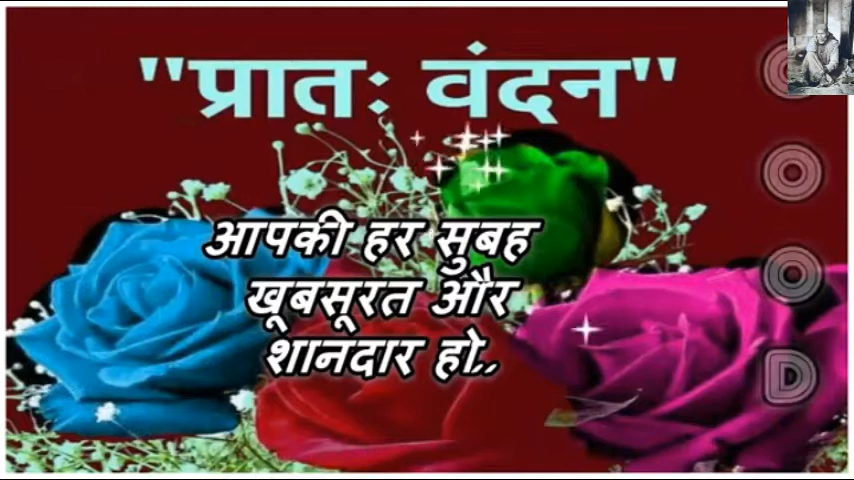 "प्रातः वंदन"
आपकी हर सुबह
खूबसूरत और
शानदार हो..
D